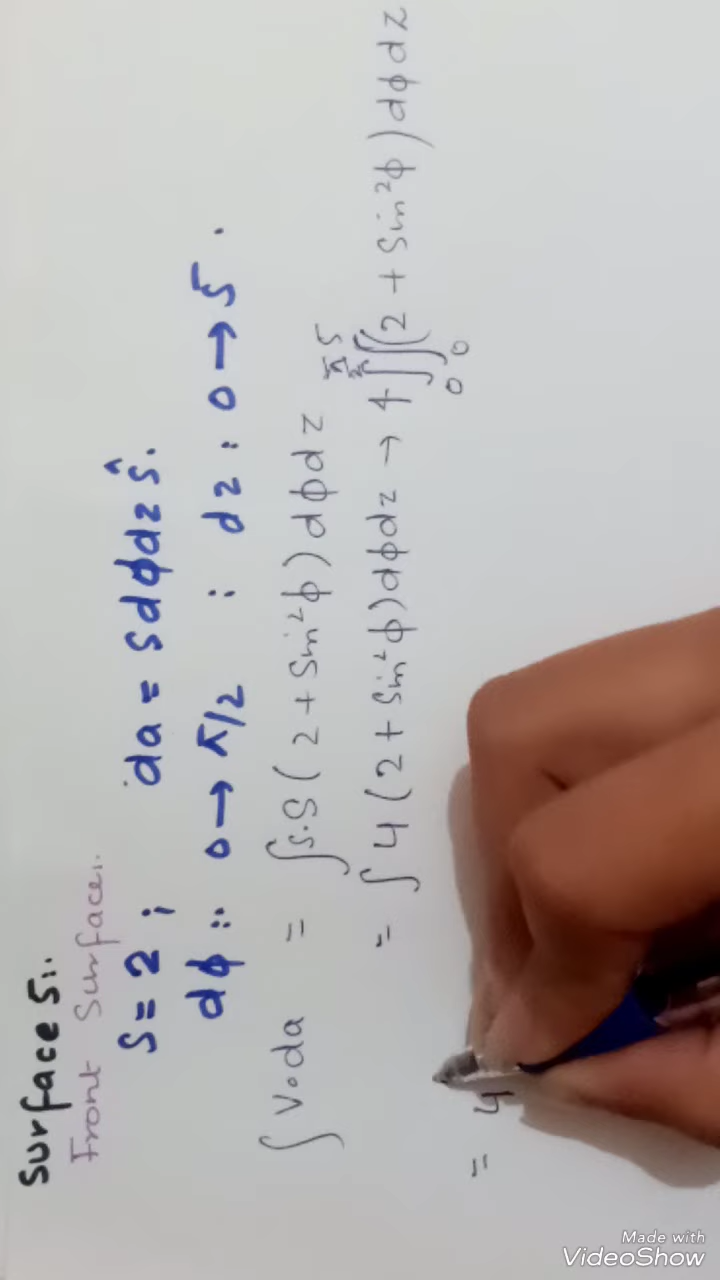 Surface 5:.
Front Surface:.
S = 2 ; da = s dϕ dz ŝ.
dϕ :. 0 → π/2 : dz : 0 → 5.
∫ V.da = ∫ s.s ( 2 + sin²ϕ ) dϕ dz
= ∫ 4 ( 2 + sin²ϕ ) dϕ dz → 4 ∫₀^{π/2} ∫₀^5 ( 2 + sin²ϕ ) dϕ dz
= 4
Made with
VideoShow